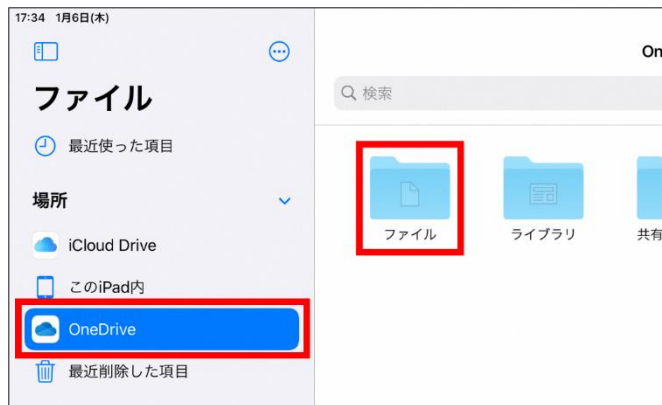 17:34 1月6日(木)
ファイル
最近使った項目
場所
iCloud Drive
このiPad内
OneDrive
最近削除した項目
On
検索
ファイル
ライブラリ
共有